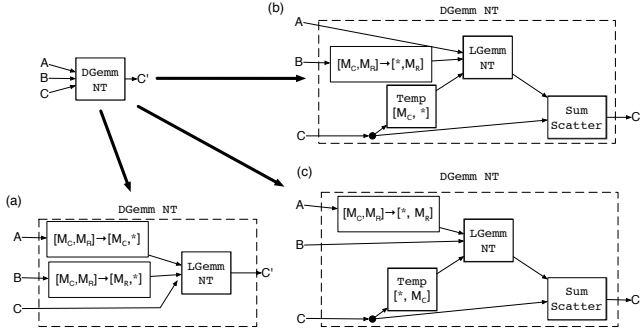 A
B
C
DGemm
NT
C'
(b)
DGemm NT
A
B
[M_C,M_R]→[*,M_R]
LGemm
NT
Temp
[M_C, *]
C
Sum
Scatter
C
(a)
DGemm NT
A
[M_C,M_R]→[M_C,*]
B
[M_C,M_R]→[M_R,*]
LGemm
NT
C'
C
(c)
DGemm NT
A
[M_C,M_R]→[*, M_R]
B
LGemm
NT
Temp
[*, M_C]
C
Sum
Scatter
C